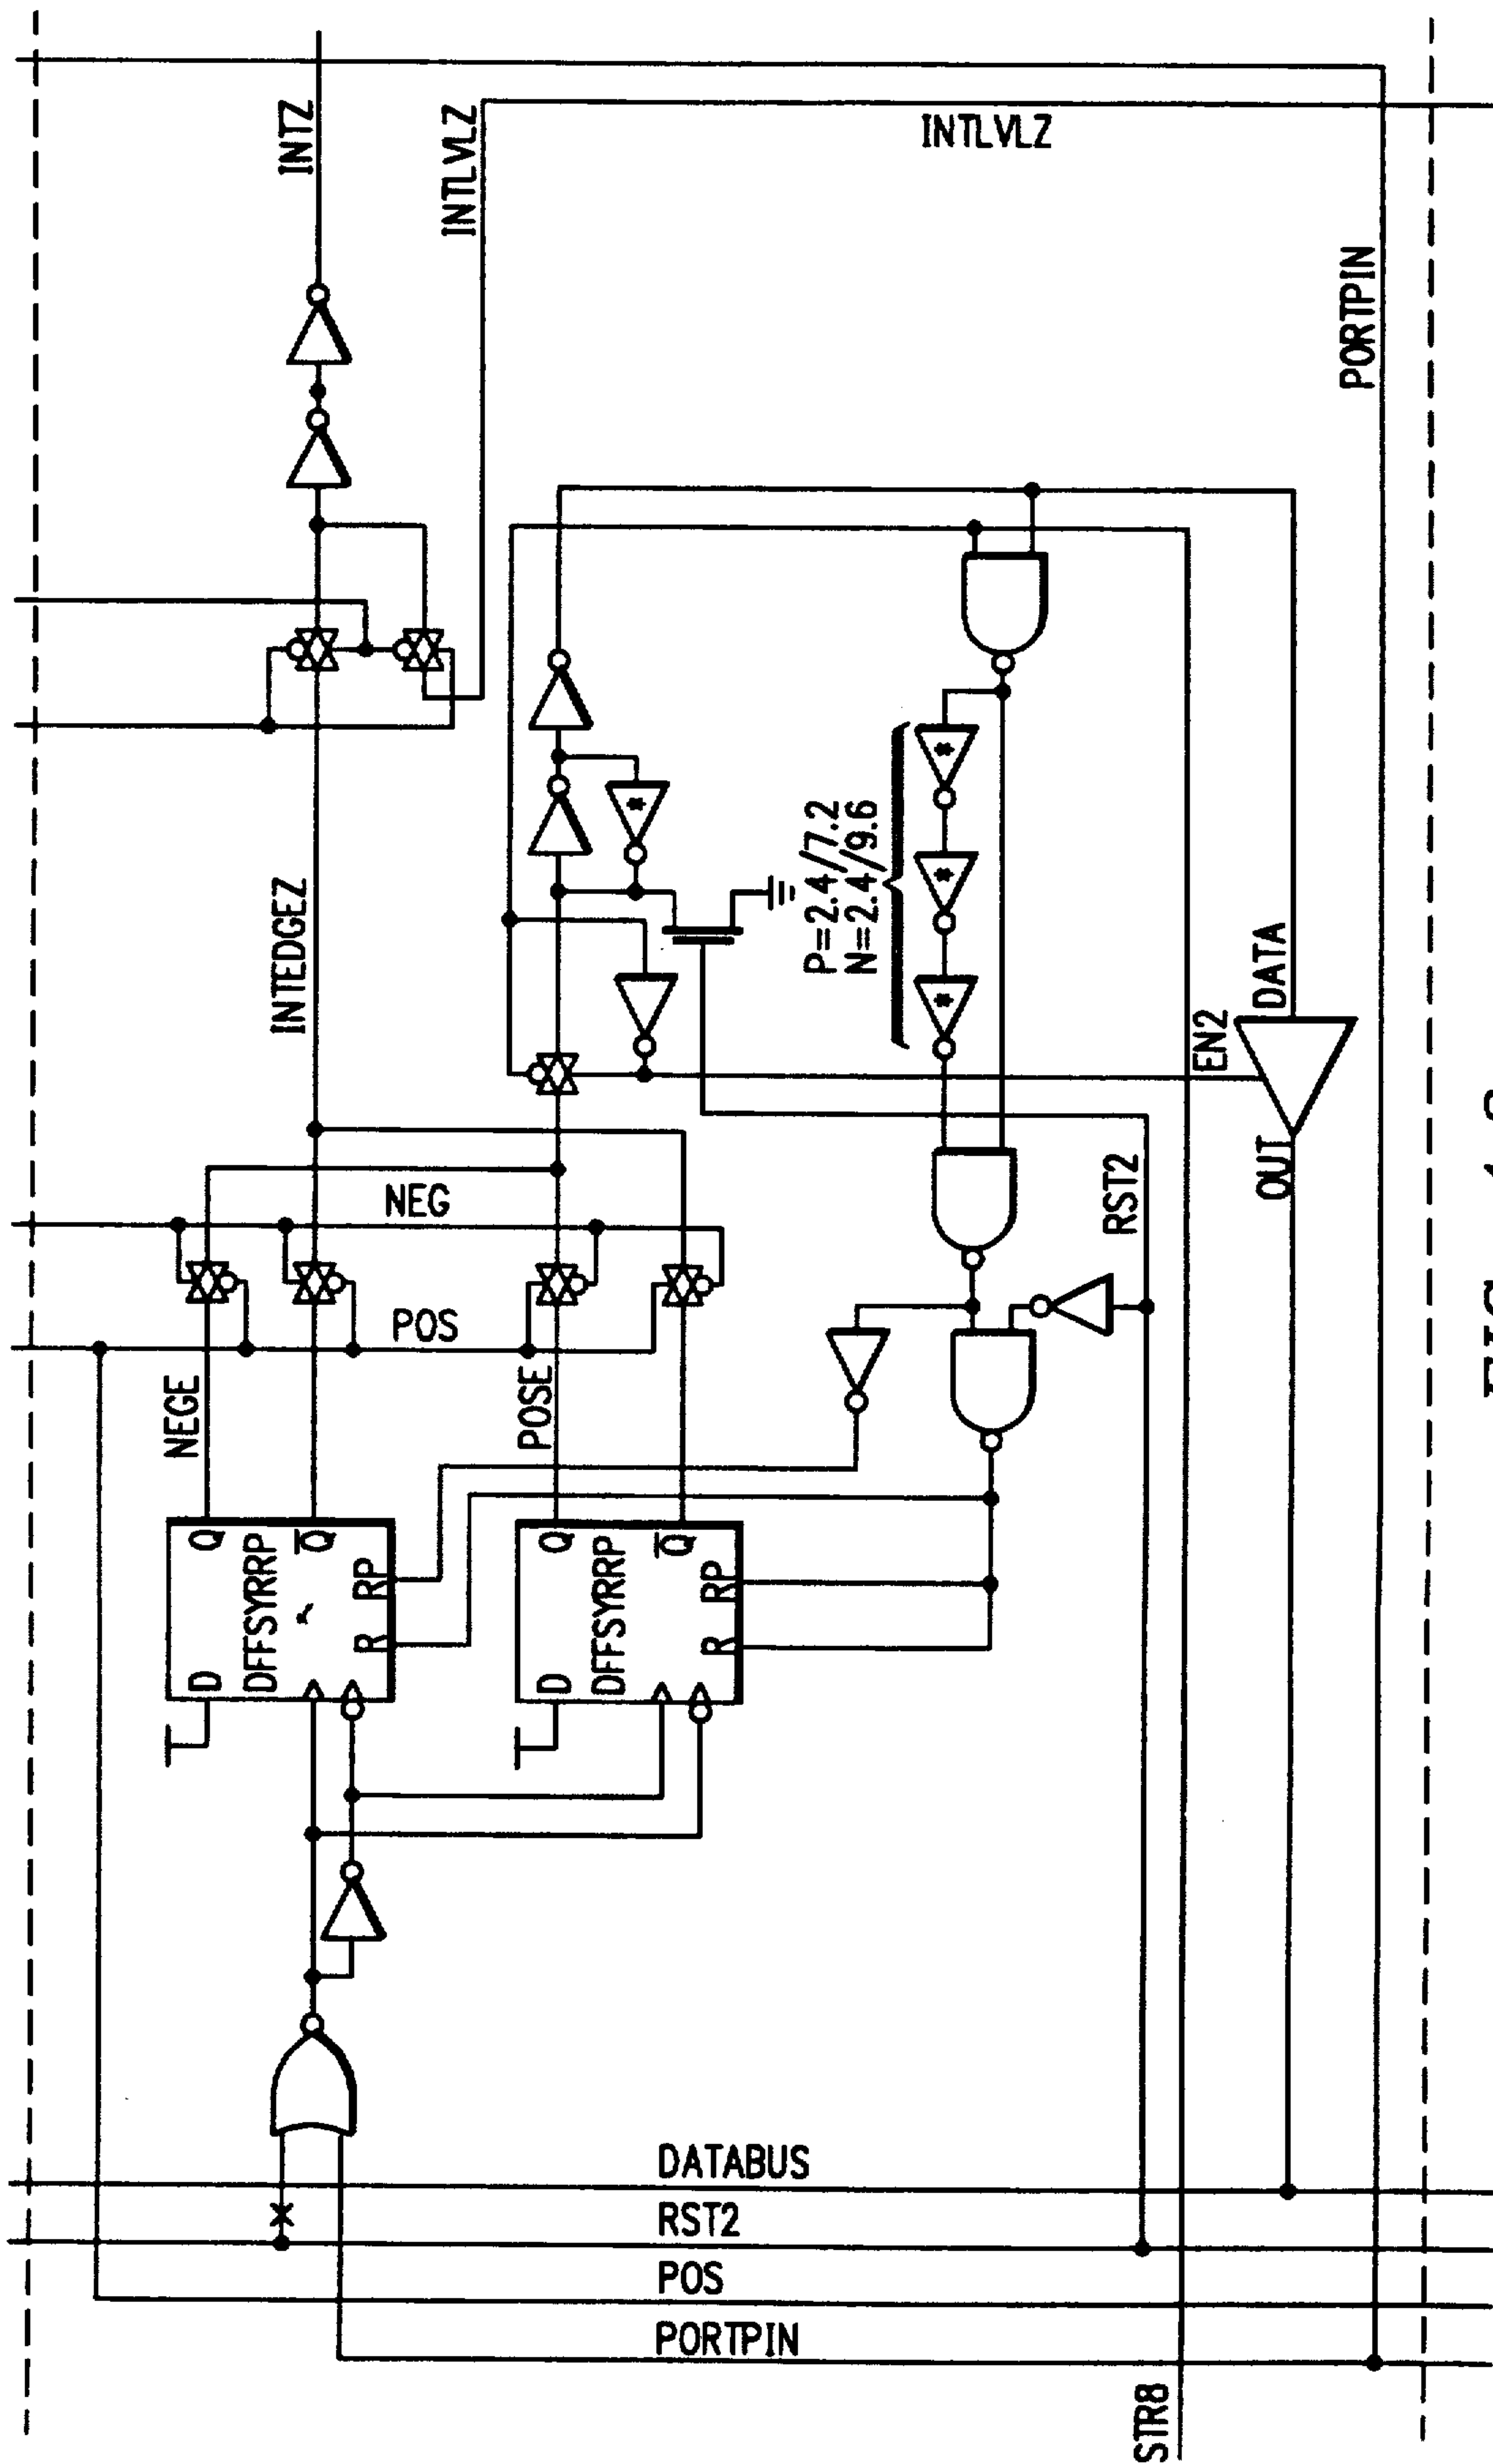 INTZ
INTLVLZ
INTLVLZ
PORTPIN
INTEDGEZ
P=2.4/7.2
N=2.4/9.6
*
*
*
*
DATA
EN2
OUT
NEG
RST2
POS
NEGE
POSE
Q
DFFSYRRP
Q
RP
R
D
Q
DFFSYRRP
Q
RP
R
D
DATABUS
RST2
POS
PORTPIN
STR8